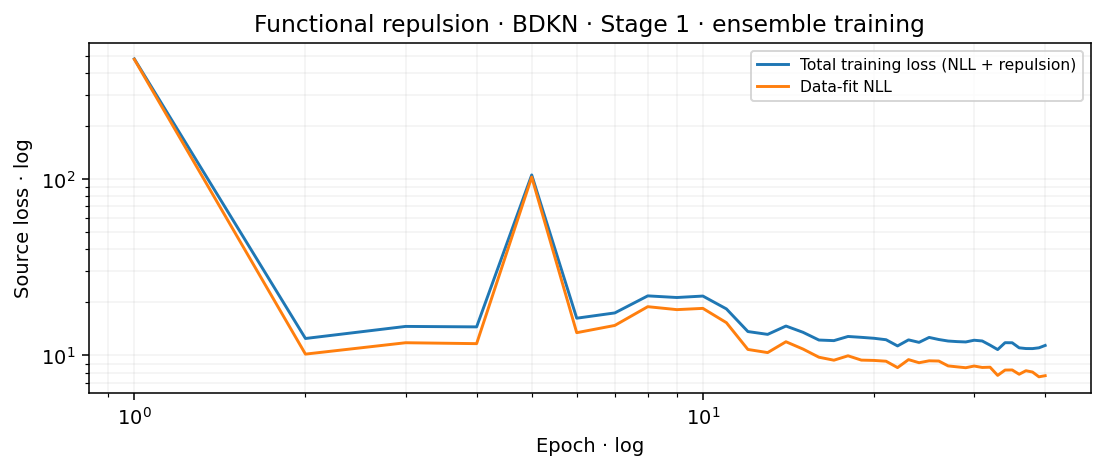 Functional repulsion · BDKN · Stage 1 · ensemble training
Total training loss (NLL + repulsion)
Data-fit NLL
Source loss · log
10²
10¹
10⁰
10¹
Epoch · log